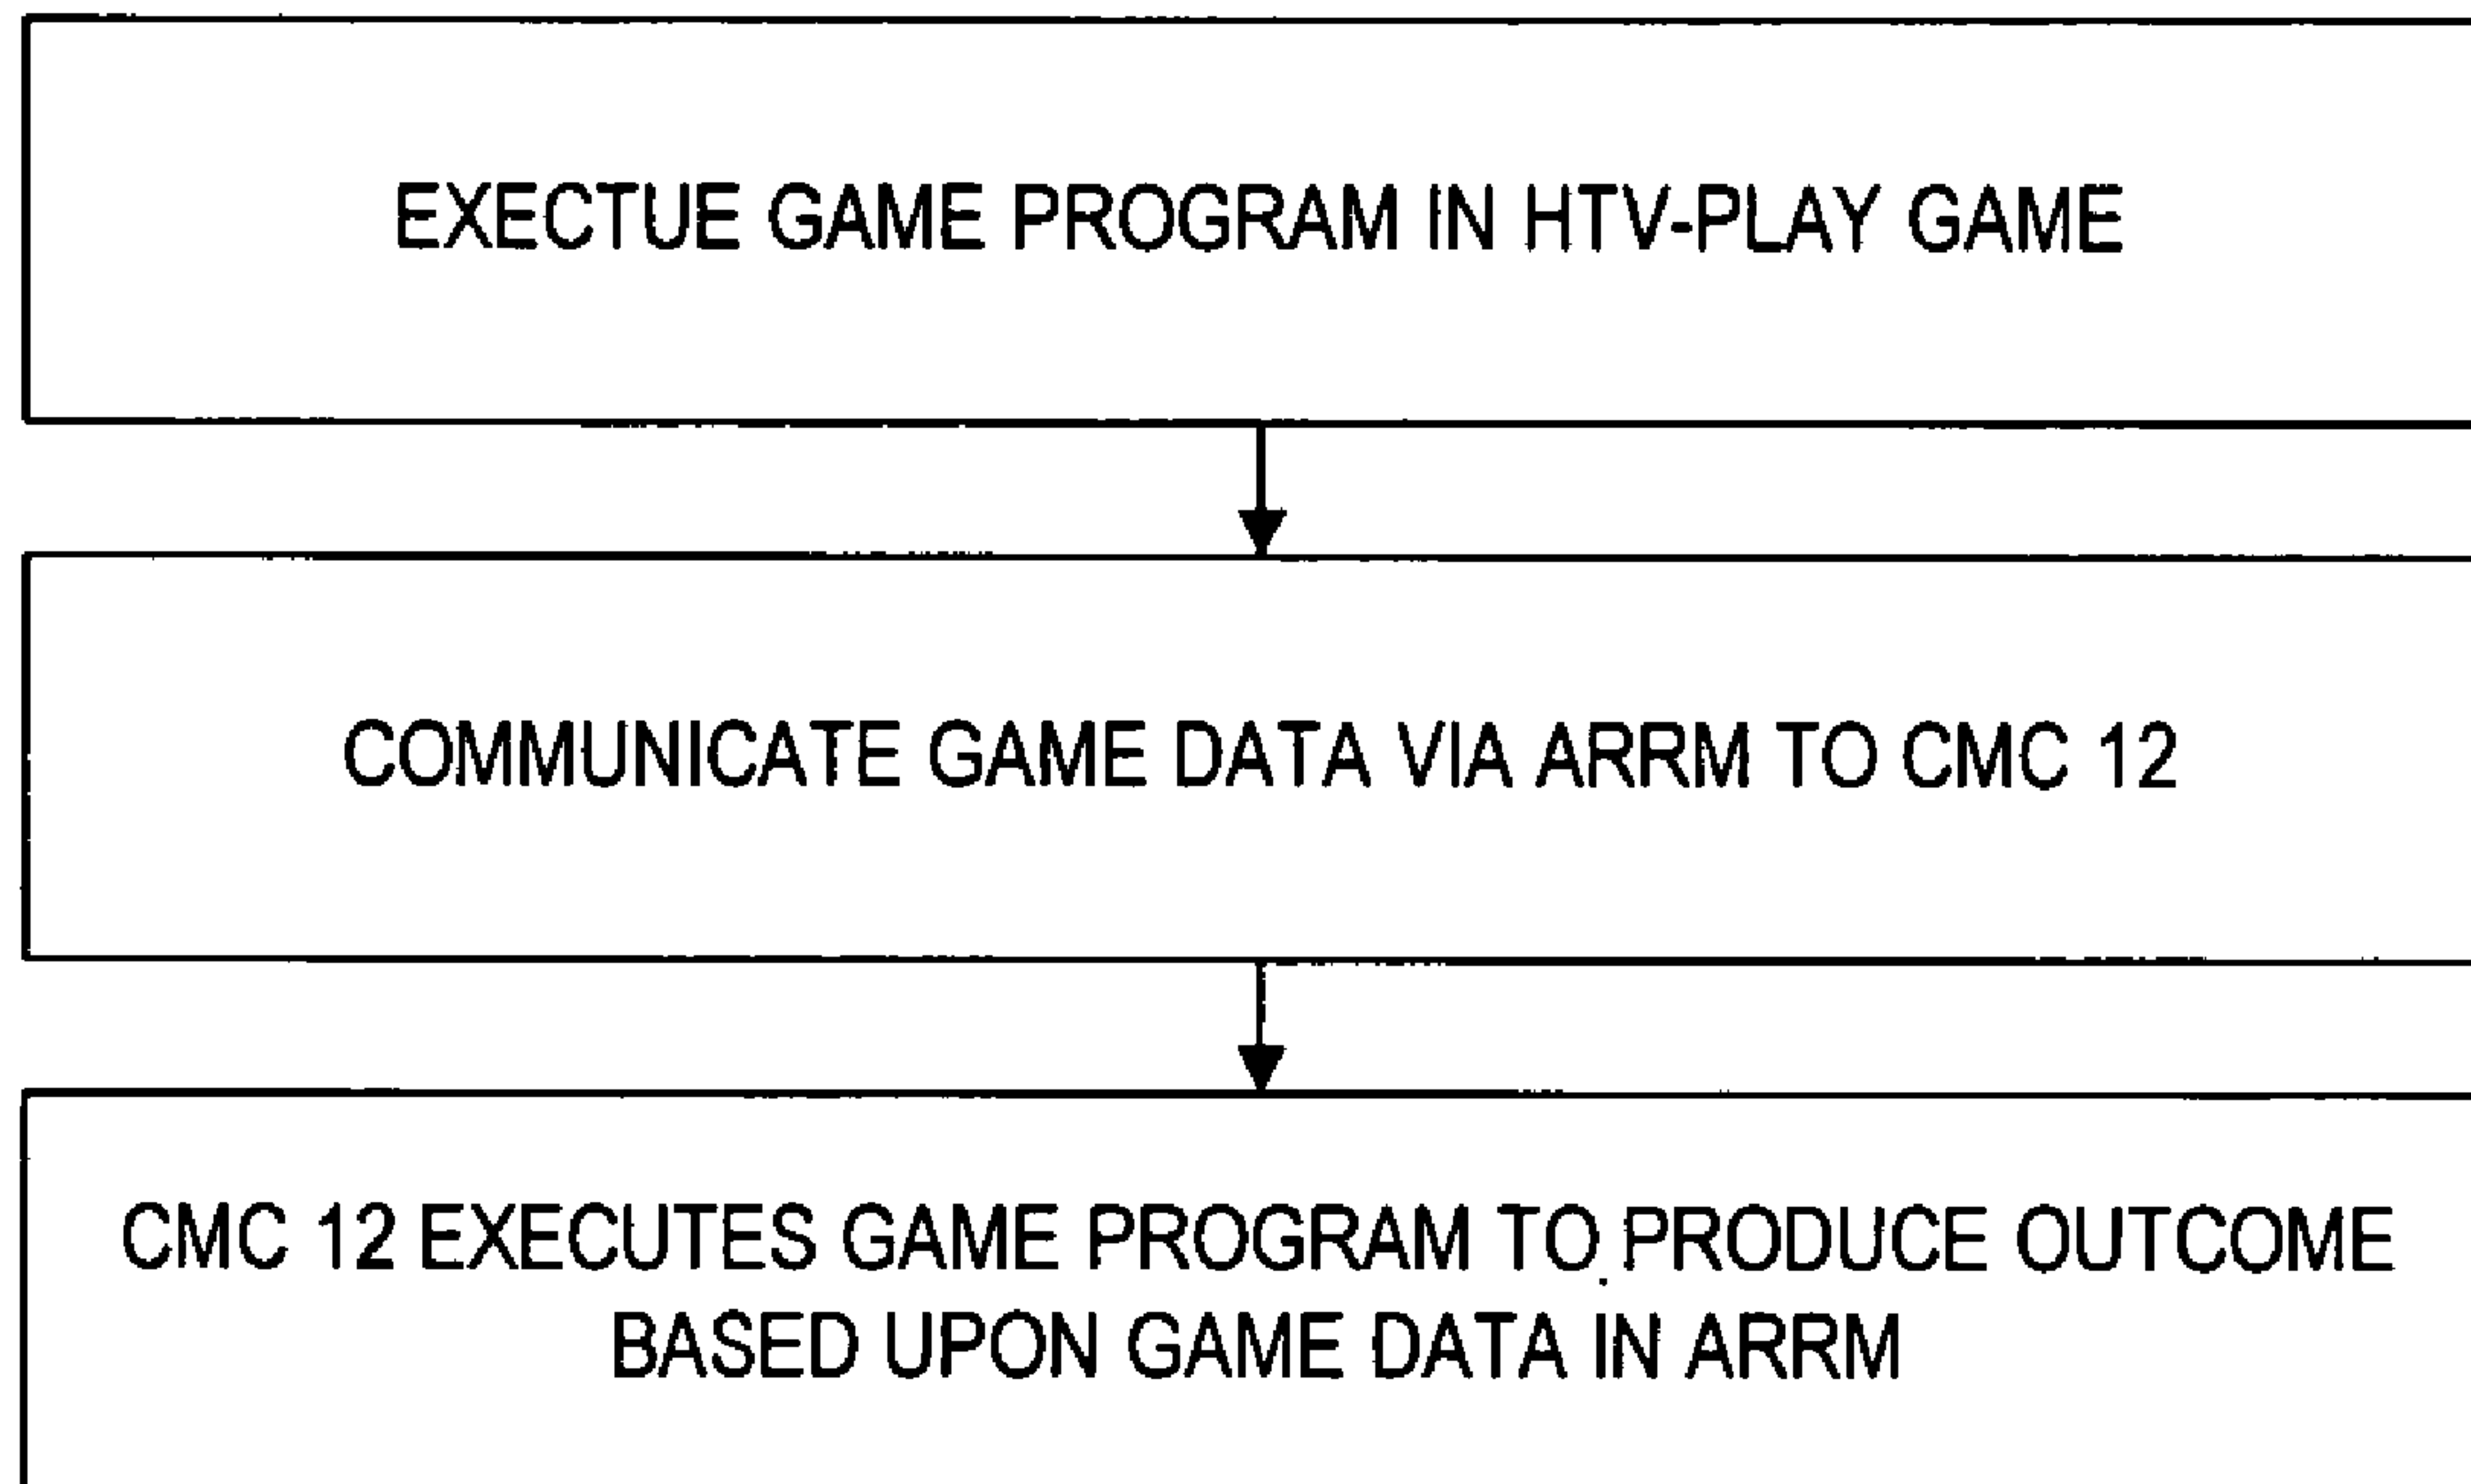 EXECTUE GAME PROGRAM IN HTV-PLAY GAME
COMMUNICATE GAME DATA VIA ARRM TO CMC 12
CMC 12 EXECUTES GAME PROGRAM TO PRODUCE OUTCOME
BASED UPON GAME DATA IN ARRM